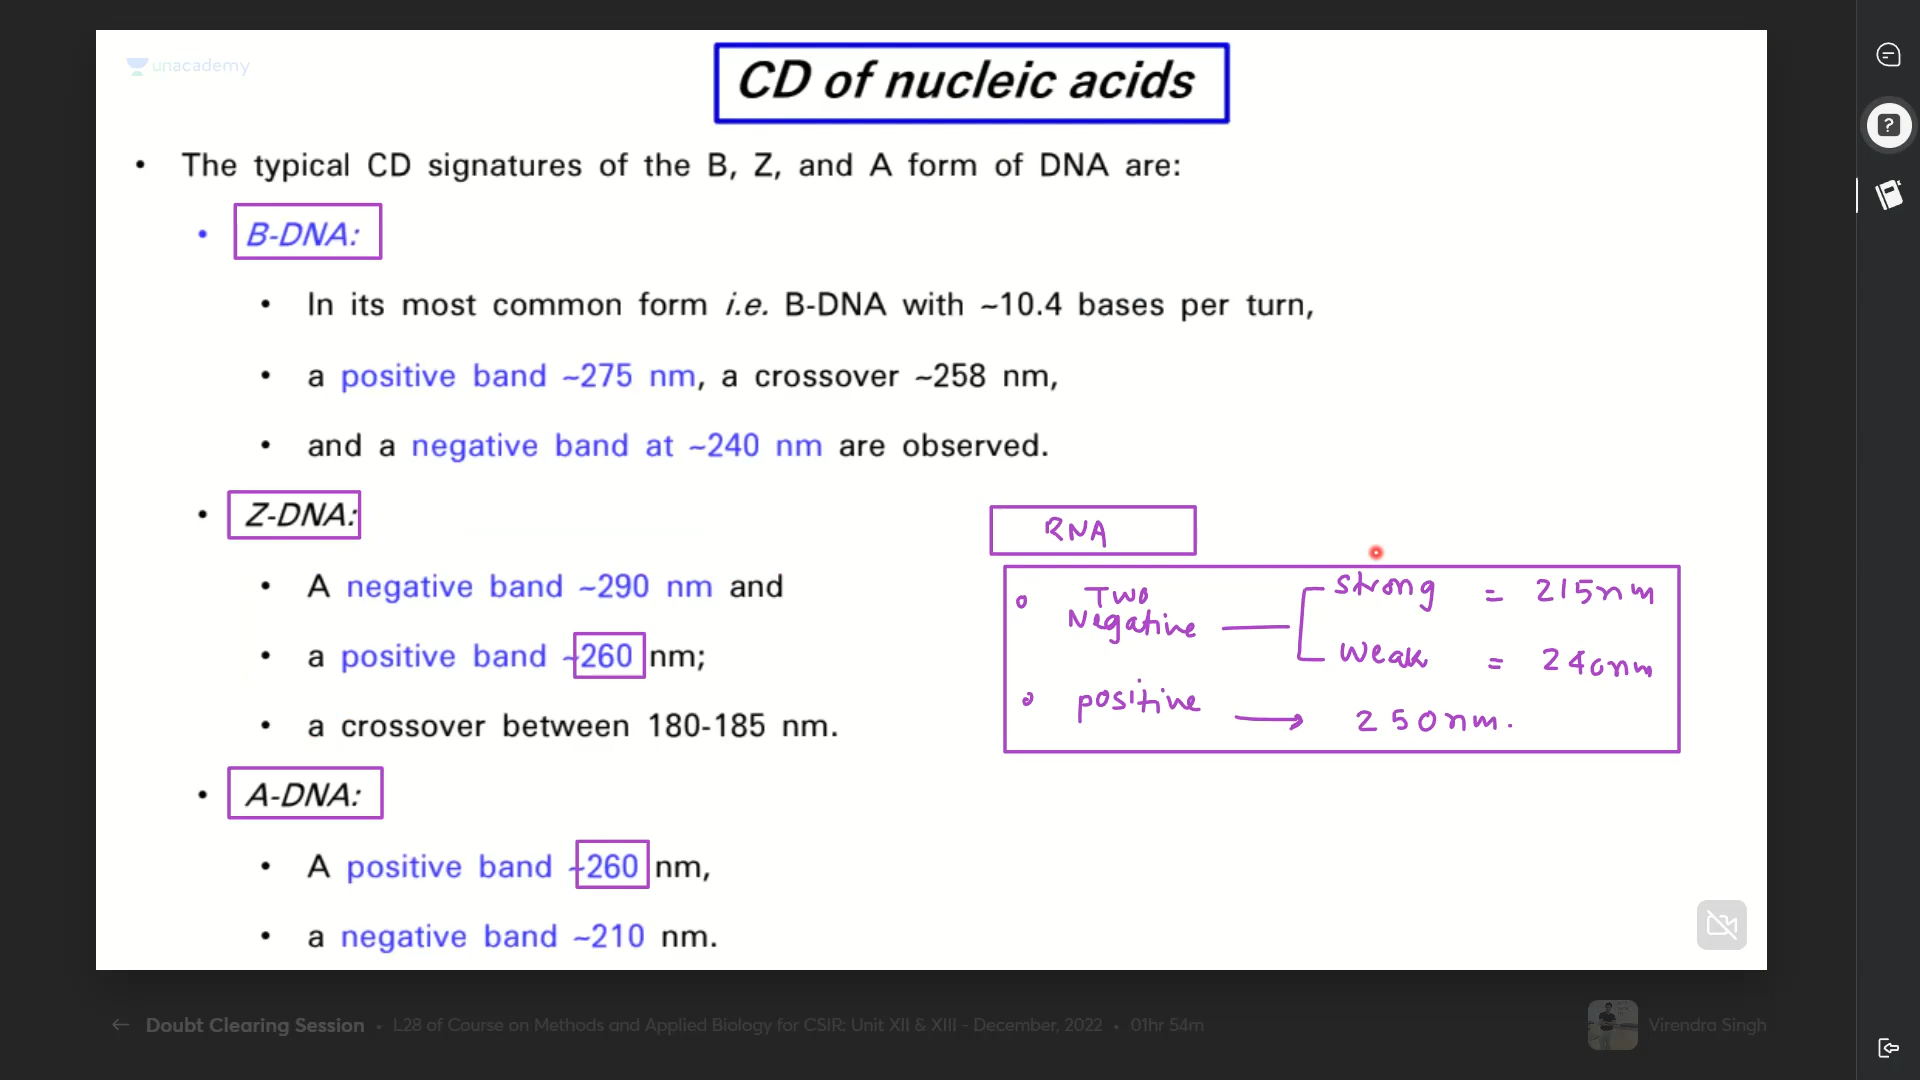 unacademy
CD of nucleic acids
• The typical CD signatures of the B, Z, and A form of DNA are:
• B-DNA:
• In its most common form i.e. B-DNA with ~10.4 bases per turn,
• a positive band ~275 nm, a crossover ~258 nm,
• and a negative band at ~240 nm are observed.
• Z-DNA:
• A negative band ~290 nm and
• a positive band ~260 nm;
• a crossover between 180-185 nm.
• A-DNA:
• A positive band ~260 nm,
• a negative band ~210 nm.
RNA
Two
Negative
Strong = 215nm
Weak = 240nm
positive → 250nm.
← Doubt Clearing Session • L28 of Course on Methods and Applied Biology for CSIR: Unit XII & XIII - December, 2022 • 01hr 54m
Virendra Singh